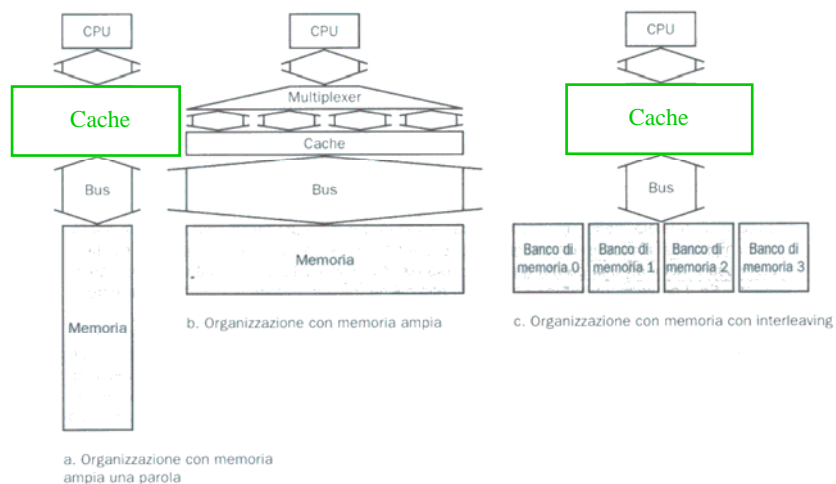 CPU
Cache
Bus
Memoria
a. Organizzazione con memoria
ampia una parola
CPU
Multiplexer
Cache
Bus
Memoria
b. Organizzazione con memoria ampia
CPU
Cache
Bus
Banco di
memoria 0
Banco di
memoria 1
Banco di
memoria 2
Banco di
memoria 3
c. Organizzazione con memoria con interleaving